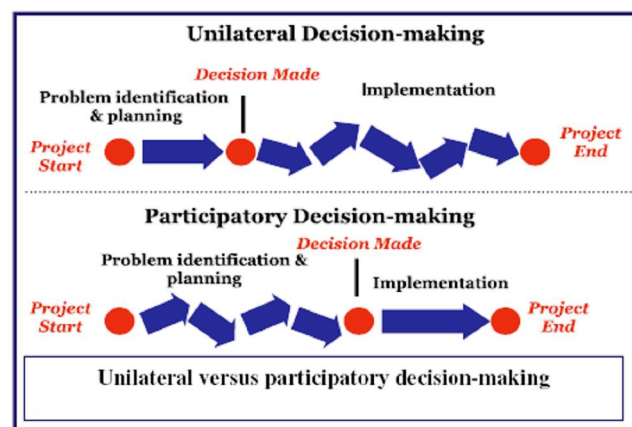 Unilateral Decision-making
Decision Made
Problem identification
& planning
Implementation
Project
Start
Project
End
Participatory Decision-making
Decision Made
Problem identification &
planning
Implementation
Project
Start
Project
End
Unilateral versus participatory decision-making